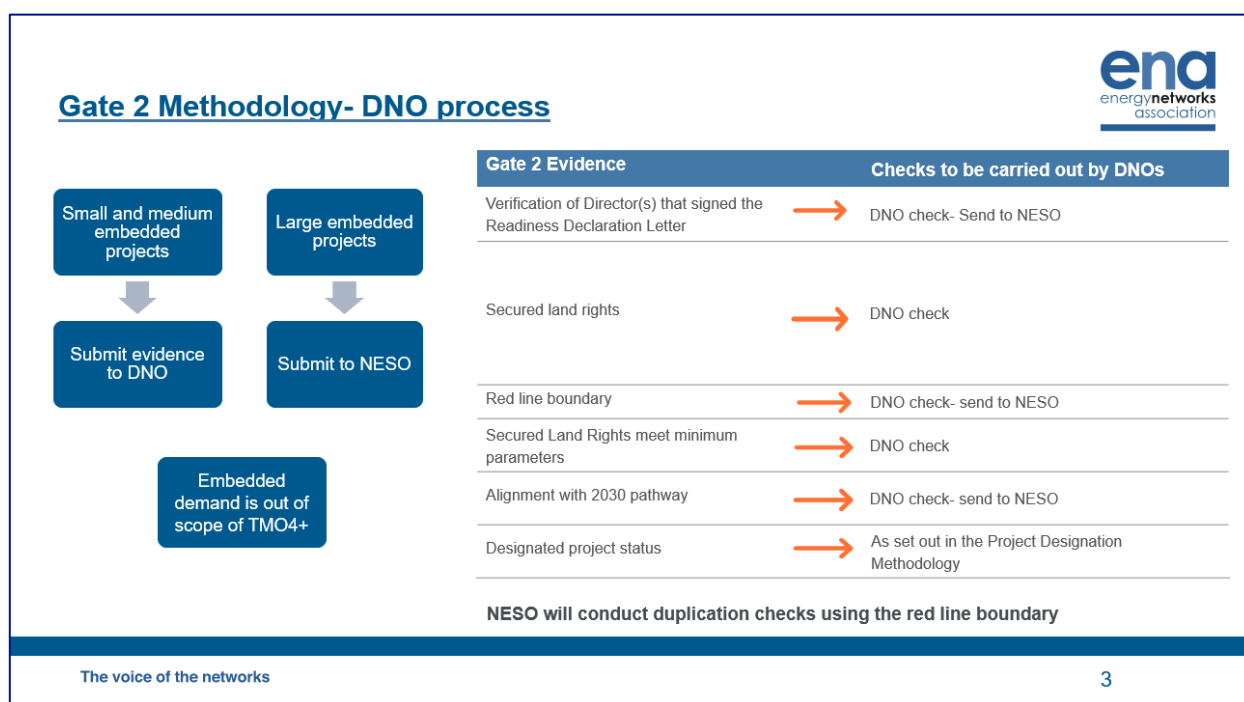 ena
energynetworks
association
Gate 2 Methodology- DNO process
Small and medium
embedded
projects
Large embedded
projects
Submit evidence
to DNO
Submit to NESO
Embedded
demand is out of
scope of TMO4+
Gate 2 Evidence
Checks to be carried out by DNOs
Verification of Director(s) that signed the
Readiness Declaration Letter
DNO check- Send to NESO
Secured land rights
DNO check
Red line boundary
DNO check- send to NESO
Secured Land Rights meet minimum
parameters
DNO check
Alignment with 2030 pathway
DNO check- send to NESO
Designated project status
As set out in the Project Designation
Methodology
NESO will conduct duplication checks using the red line boundary
The voice of the networks
3